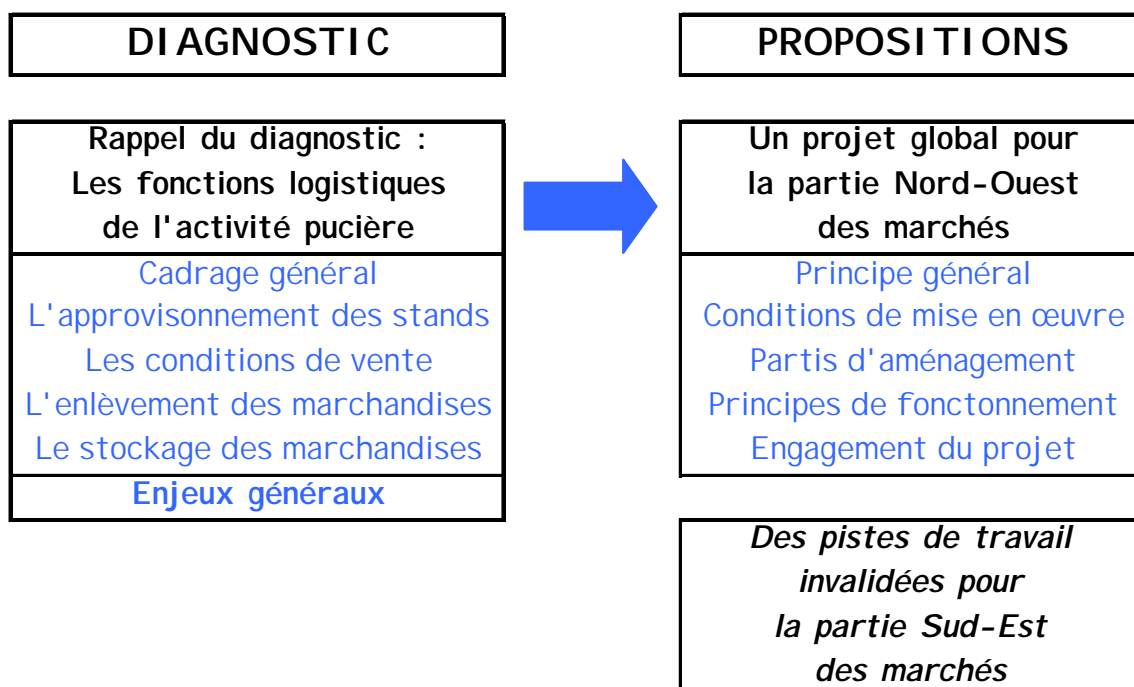 DIAGNOSTIC
Rappel du diagnostic :
Les fonctions logistiques
de l'activité pucière
Cadrage général
L'approvisonnement des stands
Les conditions de vente
L'enlèvement des marchandises
Le stockage des marchandises
Enjeux généraux
PROPOSITIONS
Un projet global pour
la partie Nord-Ouest
des marchés
Principe général
Conditions de mise en œuvre
Partis d'aménagement
Principes de fonctonnement
Engagement du projet
Des pistes de travail
invalidées pour
la partie Sud-Est
des marchés